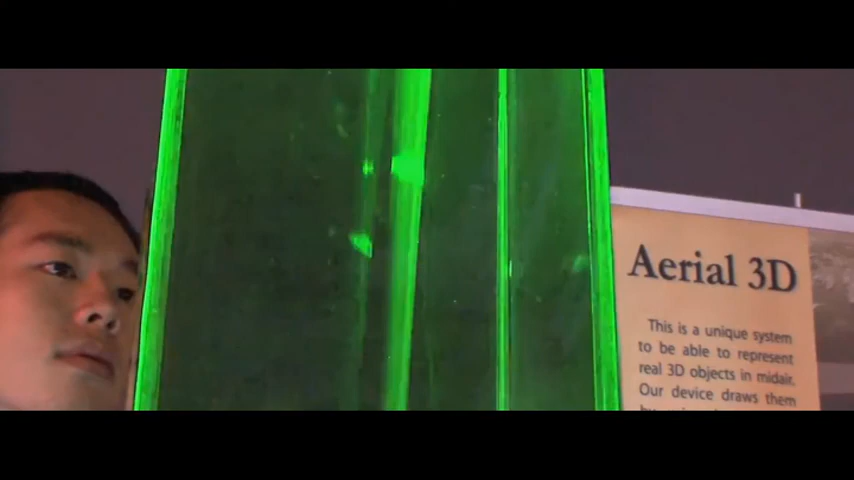 Aerial 3D
This is a unique system
to be able to represent
real 3D objects in midair.
Our device draws them